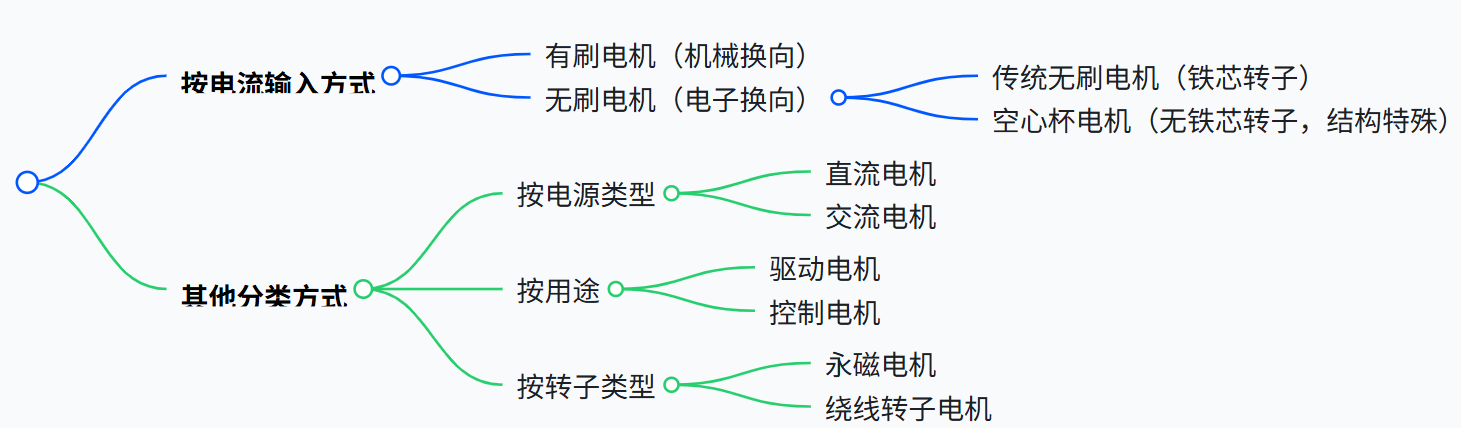 按电流输入方式
有刷电机（机械换向）
无刷电机（电子换向）
传统无刷电机（铁芯转子）
空心杯电机（无铁芯转子，结构特殊）
其他分类方式
按电源类型
直流电机
交流电机
按用途
驱动电机
控制电机
按转子类型
永磁电机
绕线转子电机